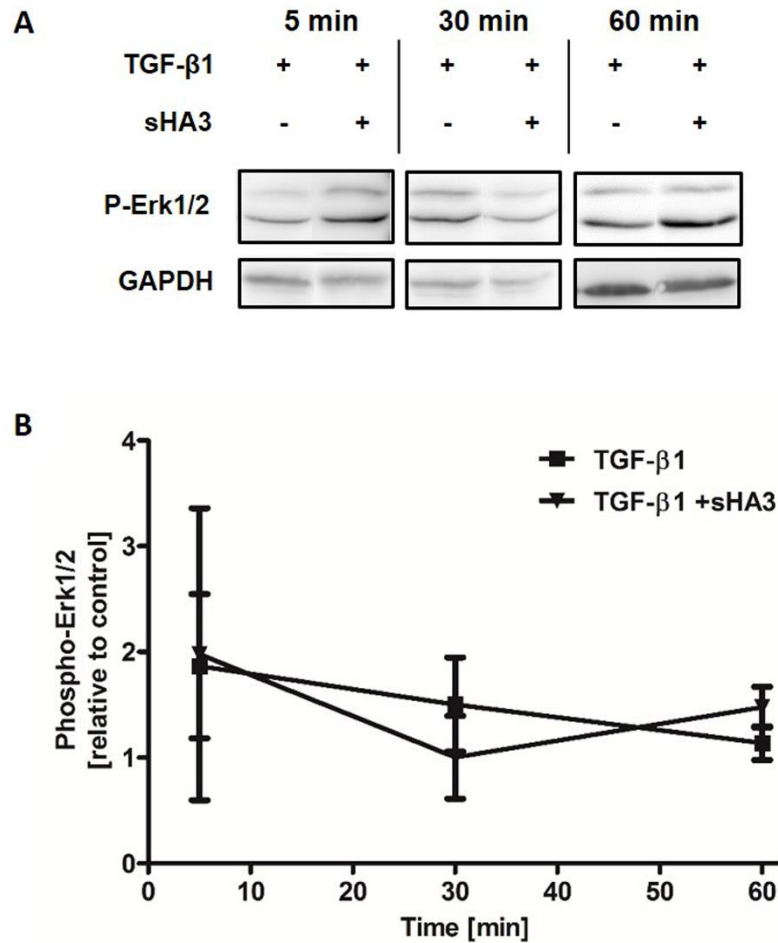 A
5 min 30 min 60 min
TGF-β1 + + + + + +
sHA3 - + - + - +
P-Erk1/2
GAPDH
B
Phospho-Erk1/2
[relative to control]
4
3
2
1
0
TGF-β1
TGF-β1 +sHA3
0 10 20 30 40 50 60
Time [min]